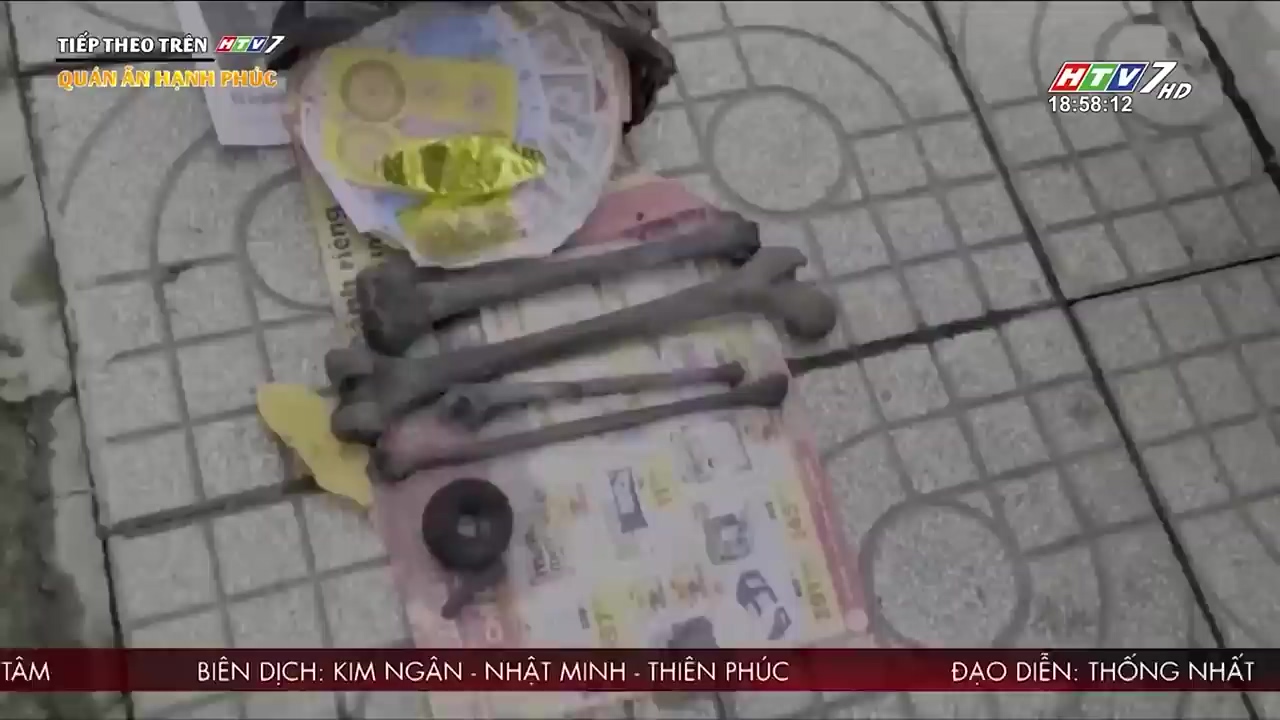 TIẾP THEO TRÊN HTV7
QUÁN ĂN HẠNH PHÚC
HTV7 HD
18:58:12
TÂM BIÊN DỊCH: KIM NGÂN - NHẬT MINH - THIÊN PHÚC ĐẠO DIỄN: THỐNG NHẤT